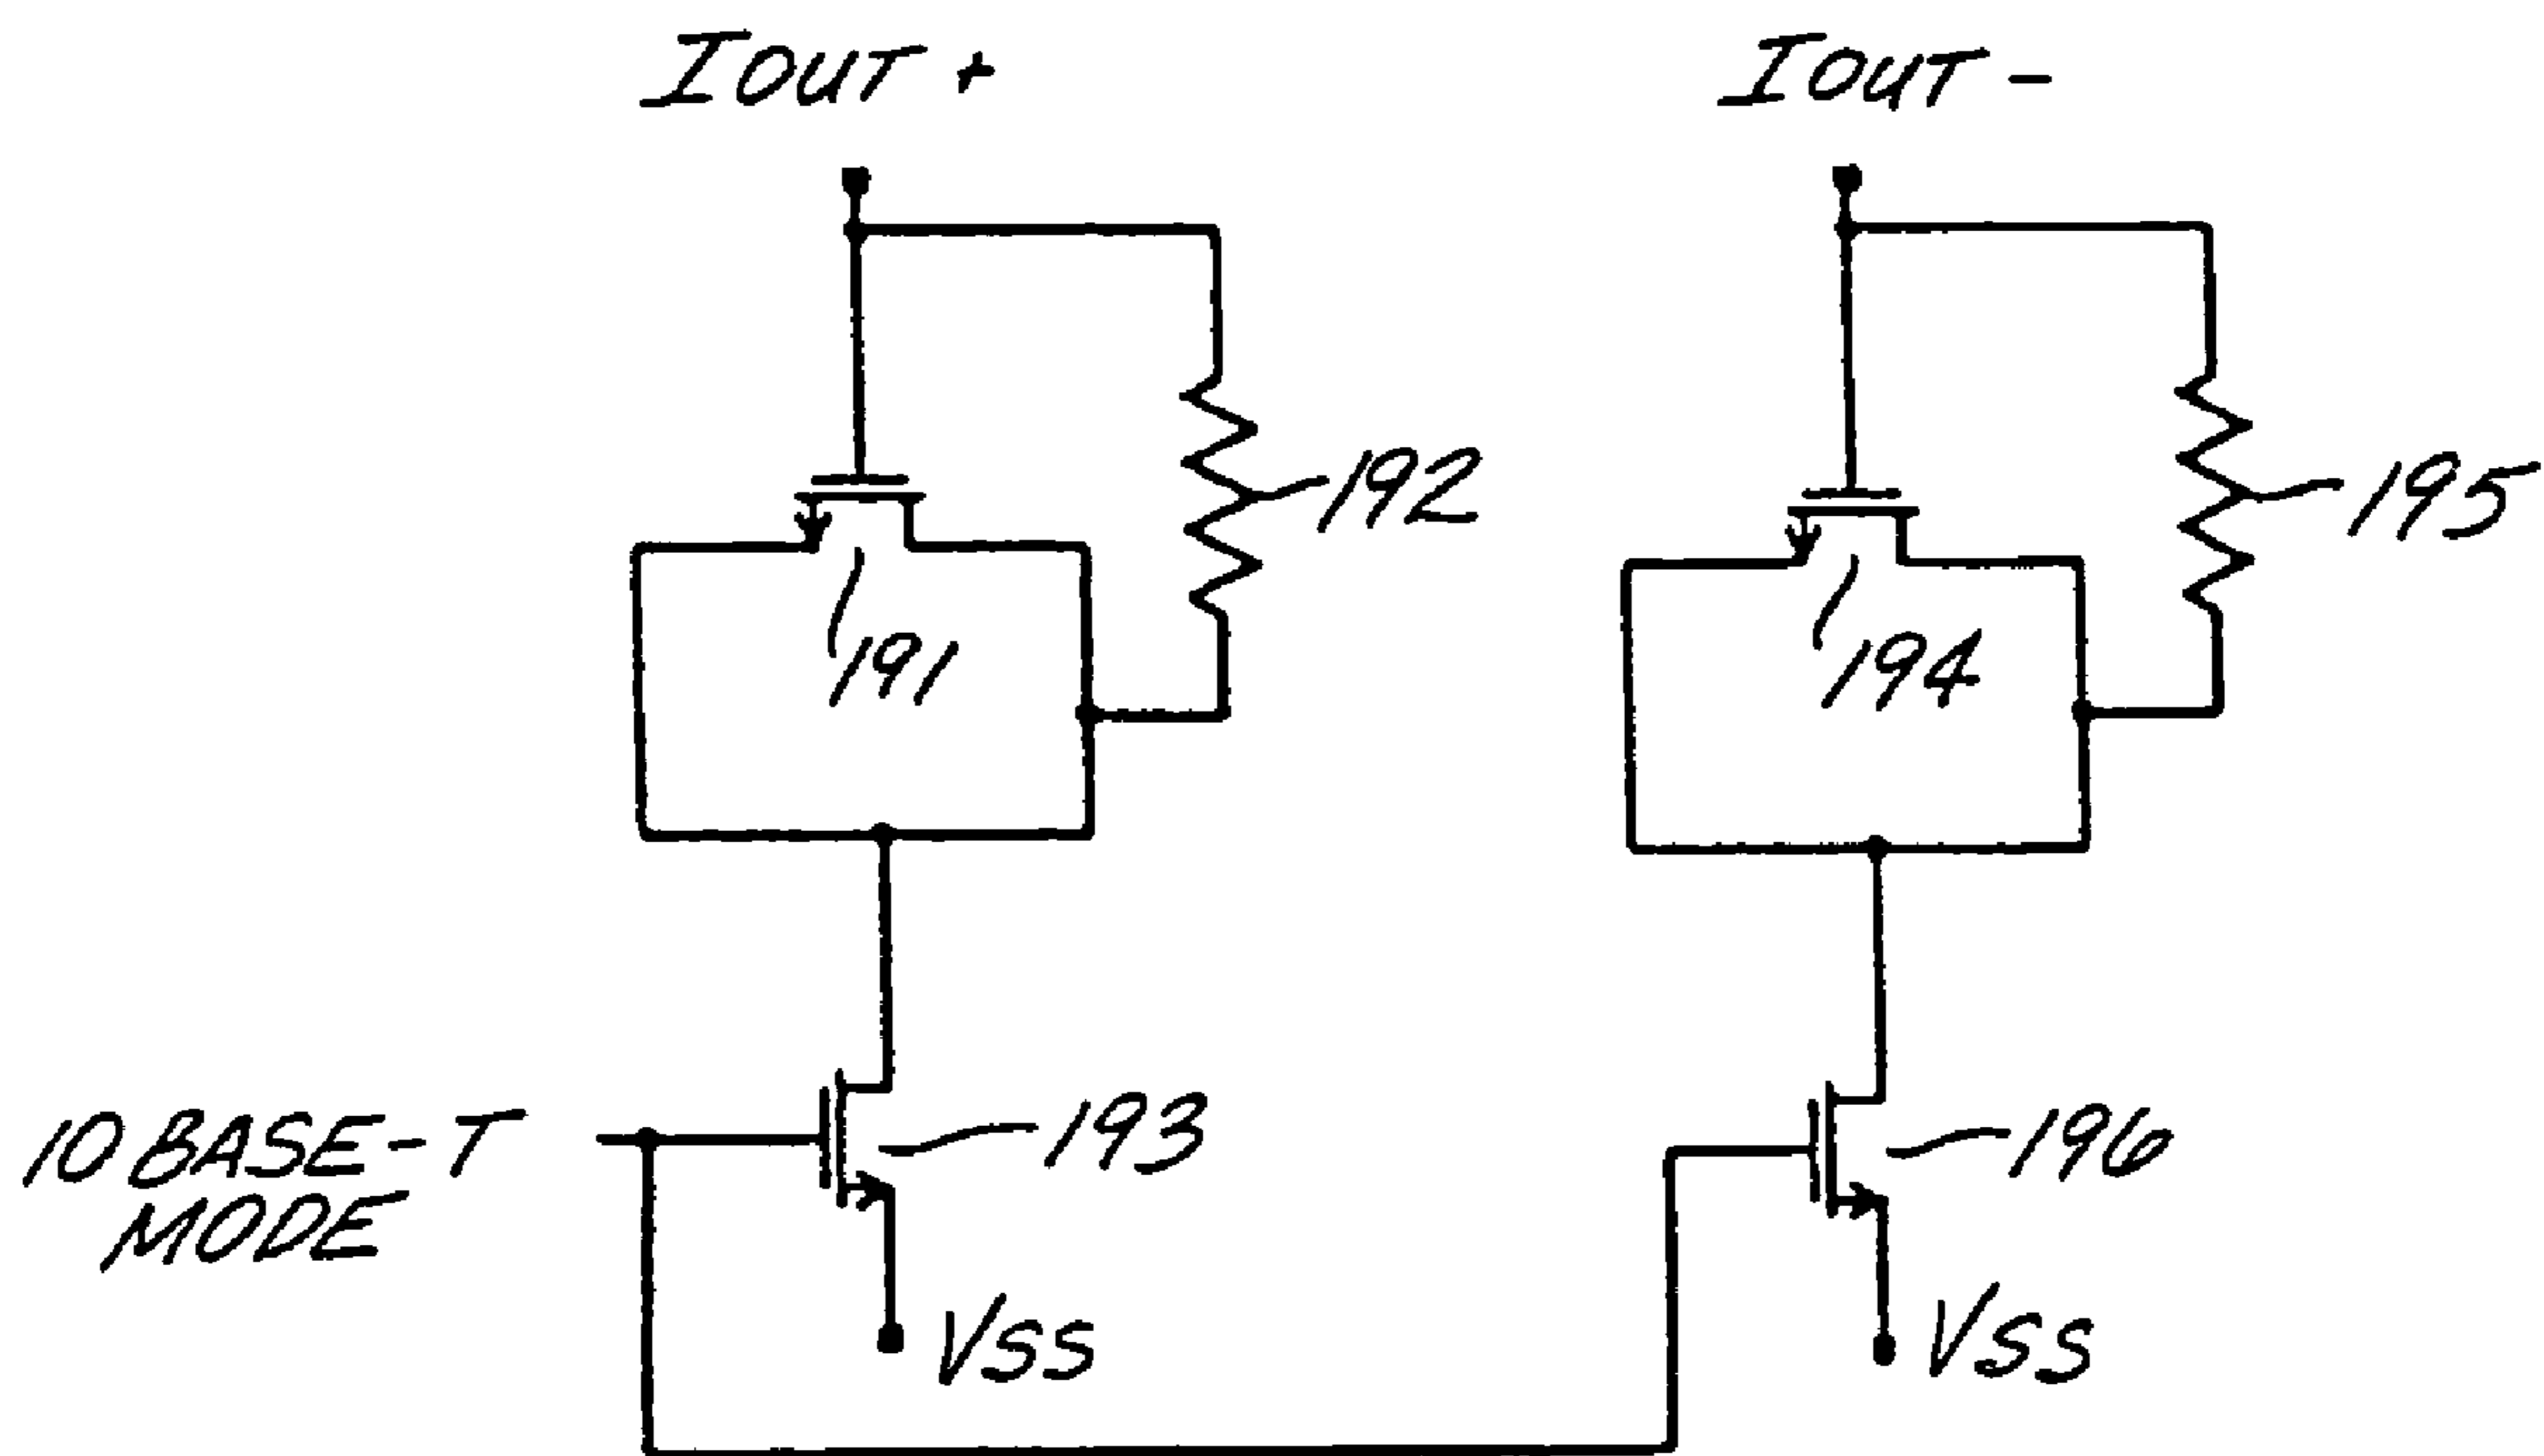 IOUT +
IOUT -
192
195
191
194
10 BASE-T
MODE
193
196
VSS
VSS